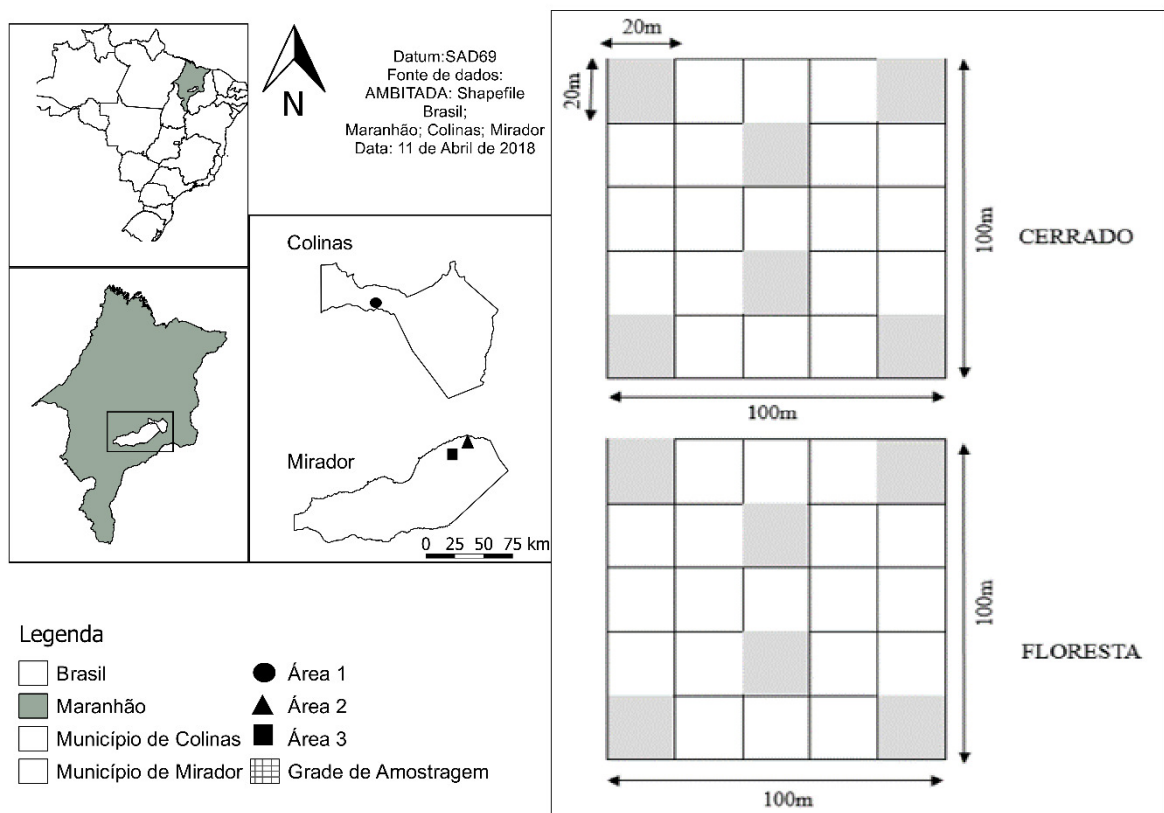 N
Datum:SAD69
Fonte de dados:
AMBITADA: Shapefile
Brasil;
Maranhão; Colinas; Mirador
Data: 11 de Abril de 2018
Colinas
Mirador
0 25 50 75 km
Legenda
Brasil
Maranhão
Município de Colinas
Município de Mirador
Área 1
Área 2
Área 3
Grade de Amostragem
20m
20m
100m
CERRADO
100m
100m
FLORESTA
100m